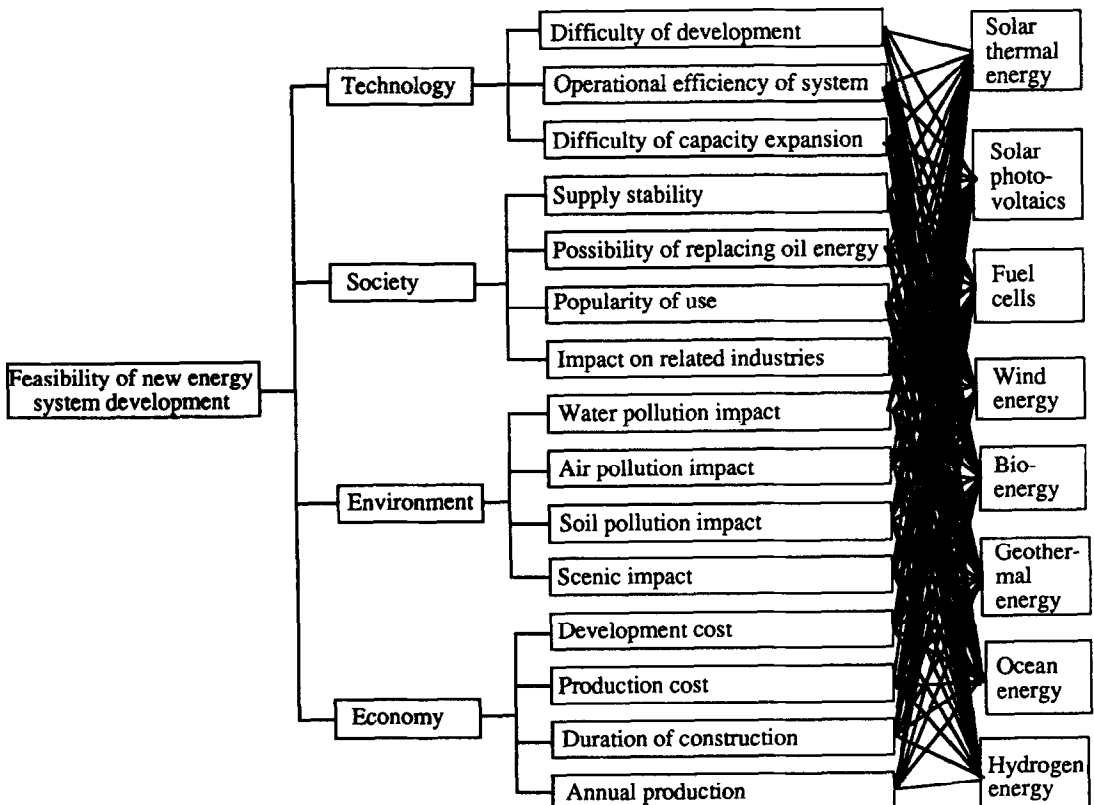 Feasibility of new energy
system development
Technology
Society
Environment
Economy
Difficulty of development
Operational efficiency of system
Difficulty of capacity expansion
Supply stability
Possibility of replacing oil energy
Popularity of use
Impact on related industries
Water pollution impact
Air pollution impact
Soil pollution impact
Scenic impact
Development cost
Production cost
Duration of construction
Annual production
Solar
thermal
energy
Solar
photo-
voltaics
Fuel
cells
Wind
energy
Bio-
energy
Geother-
mal
energy
Ocean
energy
Hydrogen
energy